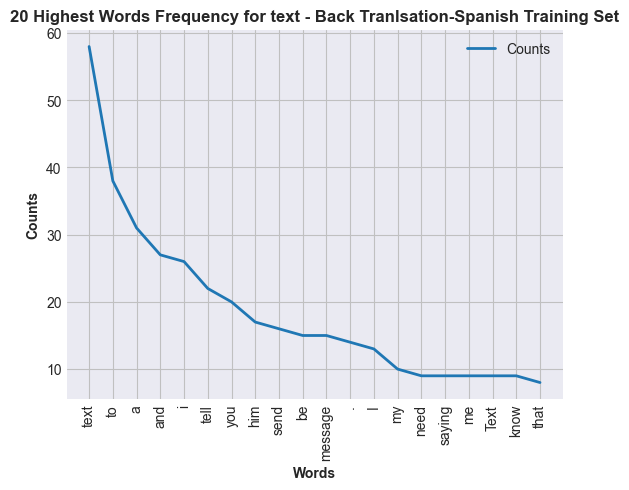 20 Highest Words Frequency for text - Back Tranlsation-Spanish Training Set
Counts
60
50
40
30
20
10
Counts
text
to
a
and
i
tell
you
him
send
be
message
.
I
my
need
saying
me
Text
know
that
Words